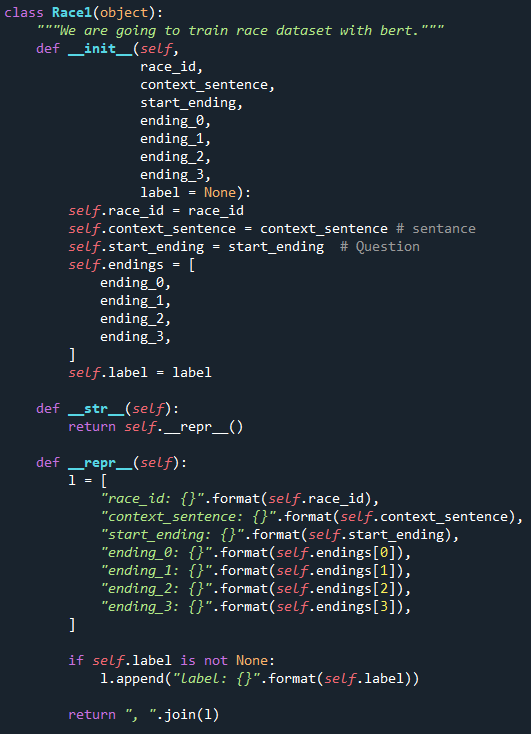 class Race1(object):
    """We are going to train race dataset with bert."""
    def __init__(self,
                 race_id,
                 context_sentence,
                 start_ending,
                 ending_0,
                 ending_1,
                 ending_2,
                 ending_3,
                 label = None):
        self.race_id = race_id
        self.context_sentence = context_sentence # sentance
        self.start_ending = start_ending  # Question
        self.endings = [
            ending_0,
            ending_1,
            ending_2,
            ending_3,
        ]
        self.label = label

    def __str__(self):
        return self.__repr__()

    def __repr__(self):
        l = [
            "race_id: {}".format(self.race_id),
            "context_sentence: {}".format(self.context_sentence),
            "start_ending: {}".format(self.start_ending),
            "ending_0: {}".format(self.endings[0]),
            "ending_1: {}".format(self.endings[1]),
            "ending_2: {}".format(self.endings[2]),
            "ending_3: {}".format(self.endings[3]),
        ]

        if self.label is not None:
            l.append("label: {}".format(self.label))

        return ", ".join(l)